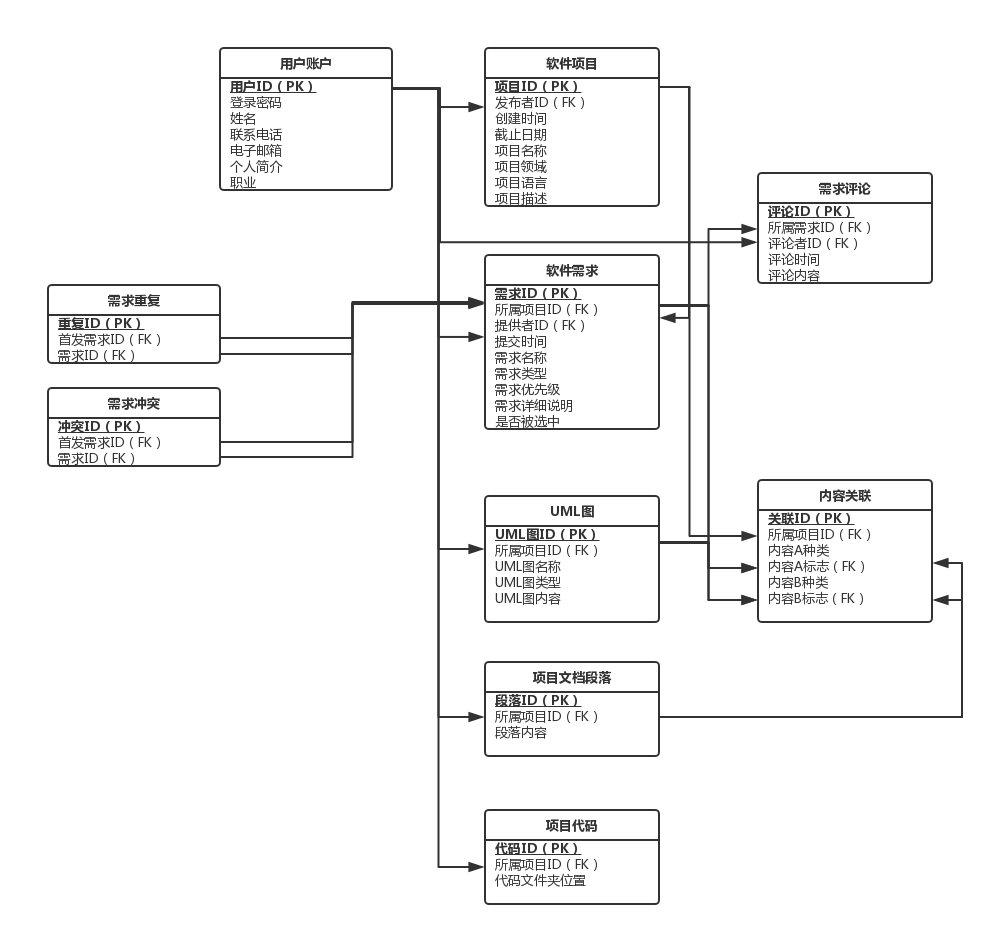 用户账户
用户ID（PK）
登录密码
姓名
联系电话
电子邮箱
个人简介
职业
软件项目
项目ID（PK）
发布者ID（FK）
创建时间
截止日期
项目名称
项目领域
项目语言
项目描述
需求评论
评论ID（PK）
所属需求ID（FK）
评论者ID（FK）
评论时间
评论内容
需求重复
重复ID（PK）
首发需求ID（FK）
需求ID（FK）
软件需求
需求ID（PK）
所属项目ID（FK）
提供者ID（FK）
提交时间
需求名称
需求类型
需求优先级
需求详细说明
是否被选中
需求冲突
冲突ID（PK）
首发需求ID（FK）
需求ID（FK）
UML图
UML图ID（PK）
所属项目ID（FK）
UML图名称
UML图类型
UML图内容
内容关联
关联ID（PK）
所属项目ID（FK）
内容A种类
内容A标志（FK）
内容B种类
内容B标志（FK）
项目文档段落
段落ID（PK）
所属项目ID（FK）
段落内容
项目代码
代码ID（PK）
所属项目ID（FK）
代码文件夹位置